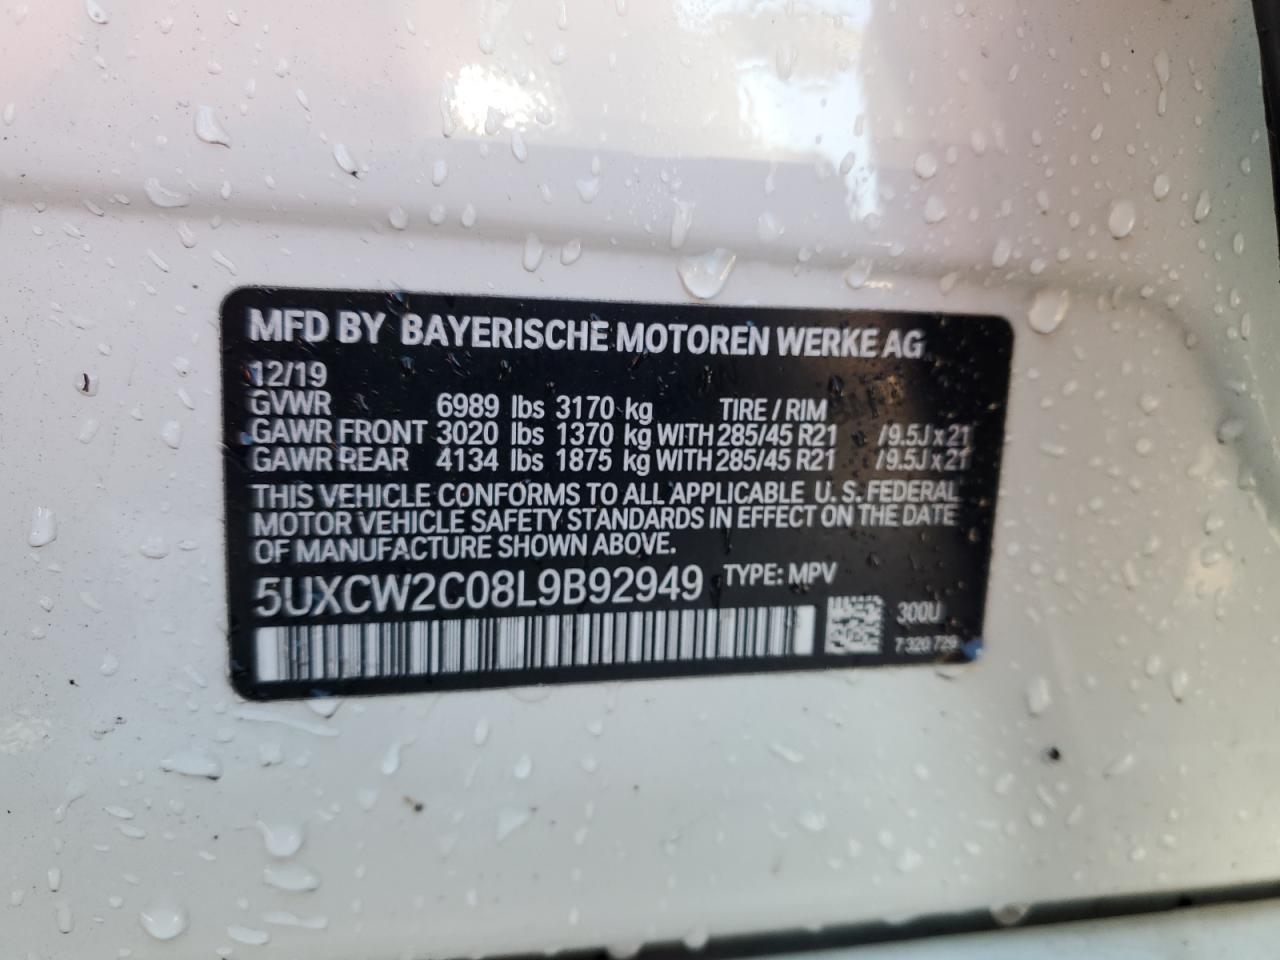 MFD BY BAYERISCHE MOTOREN WERKE AG
12/19
GVWR 6989 lbs 3170 kg TIRE / RIM
GAWR FRONT 3020 lbs 1370 kg WITH 285/45 R21 /9.5J x 21
GAWR REAR 4134 lbs 1875 kg WITH 285/45 R21 /9.5J x 21
THIS VEHICLE CONFORMS TO ALL APPLICABLE U. S. FEDERAL
MOTOR VEHICLE SAFETY STANDARDS IN EFFECT ON THE DATE
OF MANUFACTURE SHOWN ABOVE.
5UXCW2C08L9B92949 TYPE: MPV
300U
7 320 729